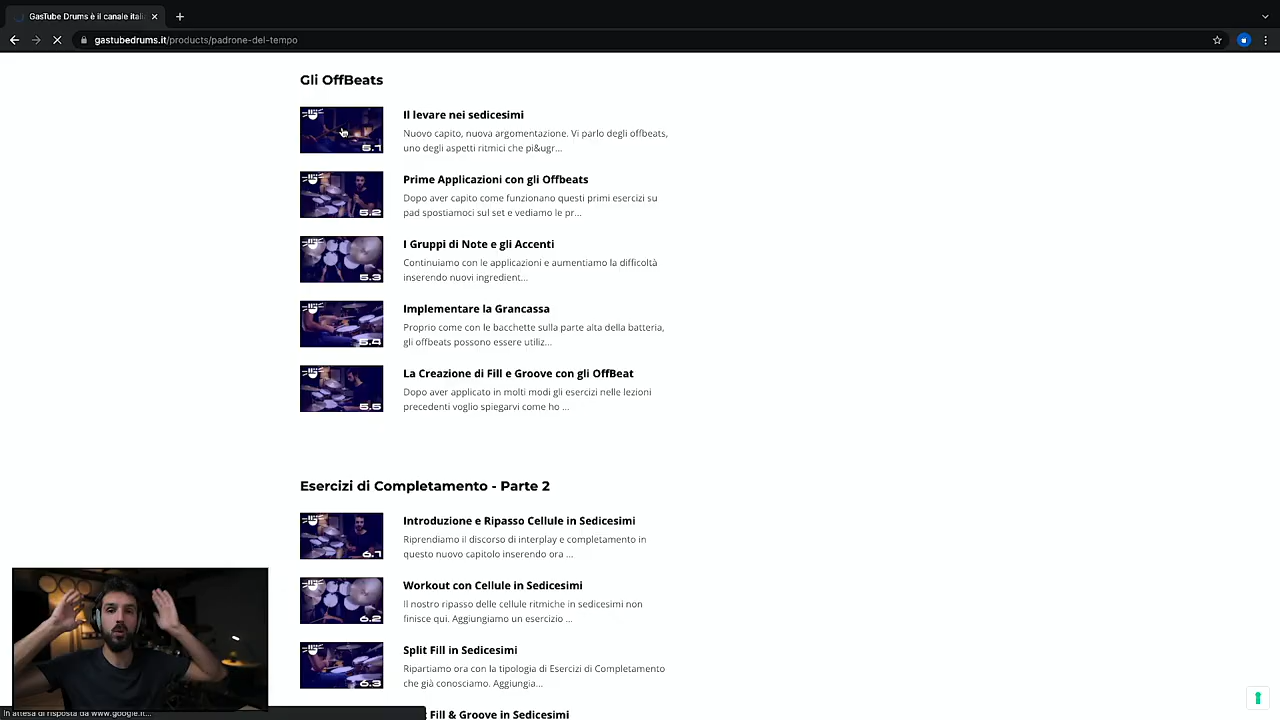 GasTube Drums è il canale itali
gastubedrums.it/products/padrone-del-tempo
Gli OffBeats
Il levare nei sedicesimi
Nuovo capito, nuova argomentazione. Vi parlo degli offbeats,
uno degli aspetti ritmici che pi&ugr...
5.1
Prime Applicazioni con gli Offbeats
Dopo aver capito come funzionano questi primi esercizi su
pad spostiamoci sul set e vediamo le pr...
5.2
I Gruppi di Note e gli Accenti
Continuiamo con le applicazioni e aumentiamo la difficoltà
inserendo nuovi ingredient...
5.3
Implementare la Grancassa
Proprio come con le bacchette sulla parte alta della batteria,
gli offbeats possono essere utiliz...
5.4
La Creazione di Fill e Groove con gli OffBeat
Dopo aver applicato in molti modi gli esercizi nelle lezioni
precedenti voglio spiegarvi come ho ...
5.5
Esercizi di Completamento - Parte 2
Introduzione e Ripasso Cellule in Sedicesimi
Riprendiamo il discorso di interplay e completamento in
questo nuovo capitolo inserendo ora ...
6.1
Workout con Cellule in Sedicesimi
Il nostro ripasso delle cellule ritmiche in sedicesimi non
finisce qui. Aggiungiamo un esercizio ...
6.2
Split Fill in Sedicesimi
Ripartiamo ora con la tipologia di Esercizi di Completamento
che già conosciamo. Aggiungia...
6.3
Fill & Groove in Sedicesimi
In attesa di risposta da www.google.it...